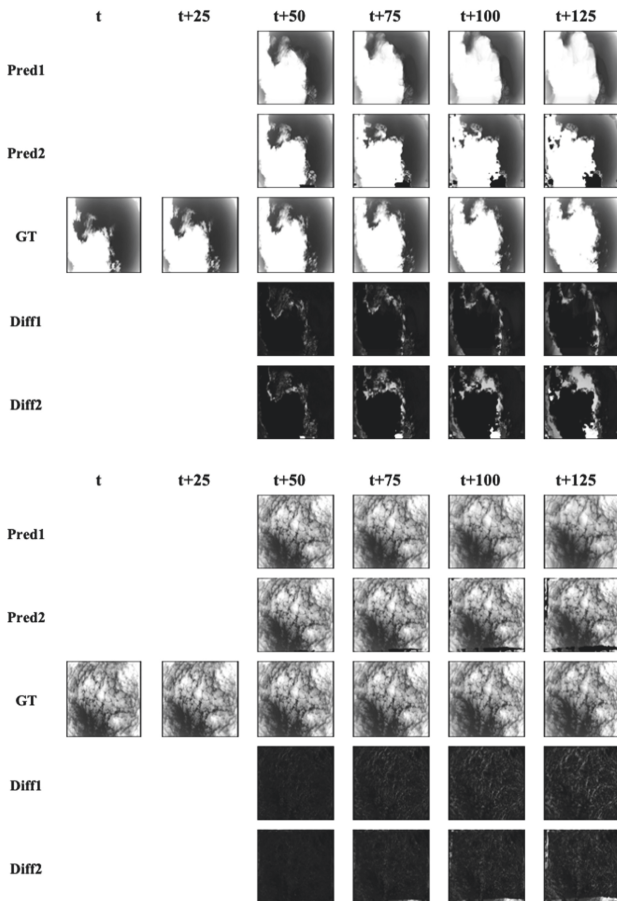 t t+25 t+50 t+75 t+100 t+125
Pred1
Pred2
GT
Diff1
Diff2
t t+25 t+50 t+75 t+100 t+125
Pred1
Pred2
GT
Diff1
Diff2